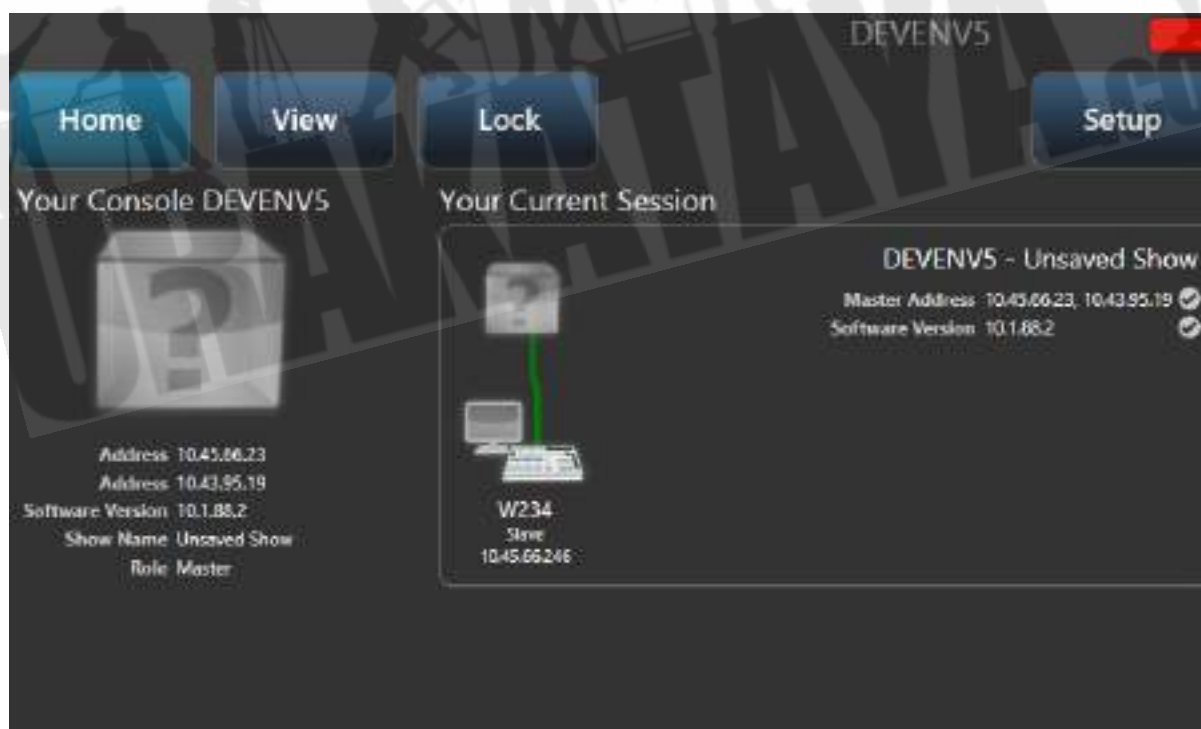 DEVENV5
Home
View
Lock
Setup
Your Console DEVENV5
Address 10.45.66.23
Address 10.43.95.19
Software Version 10.1.88.2
Show Name Unsaved Show
Role Master
Your Current Session
DEVENV5 - Unsaved Show
Master Address 10.45.66.23, 10.43.95.19
Software Version 10.1.88.2
W234
Slave
10.45.66.246